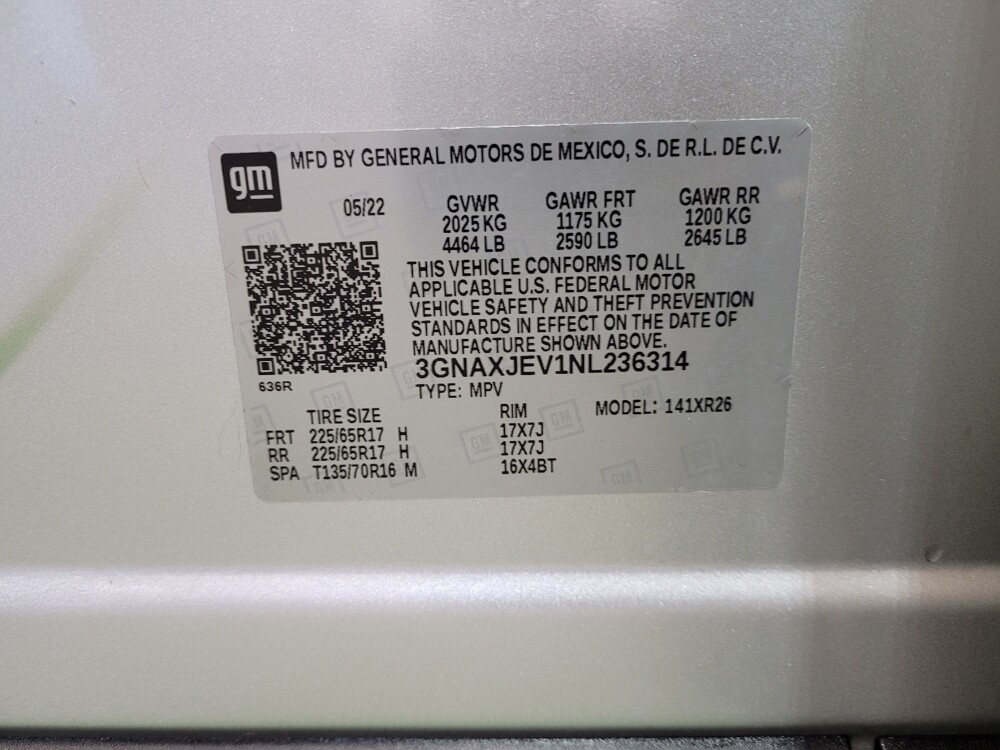 gm
MFD BY GENERAL MOTORS DE MEXICO, S. DE R.L. DE C.V.
05/22 GVWR GAWR FRT GAWR RR
2025 KG 1175 KG 1200 KG
4464 LB 2590 LB 2645 LB
THIS VEHICLE CONFORMS TO ALL
APPLICABLE U.S. FEDERAL MOTOR
VEHICLE SAFETY AND THEFT PREVENTION
STANDARDS IN EFFECT ON THE DATE OF
MANUFACTURE SHOWN ABOVE.
3GNAXJEV1NL236314
636R
TYPE: MPV
TIRE SIZE RIM MODEL: 141XR26
FRT 225/65R17 H 17X7J
RR 225/65R17 H 17X7J
SPA T135/70R16 M 16X4BT